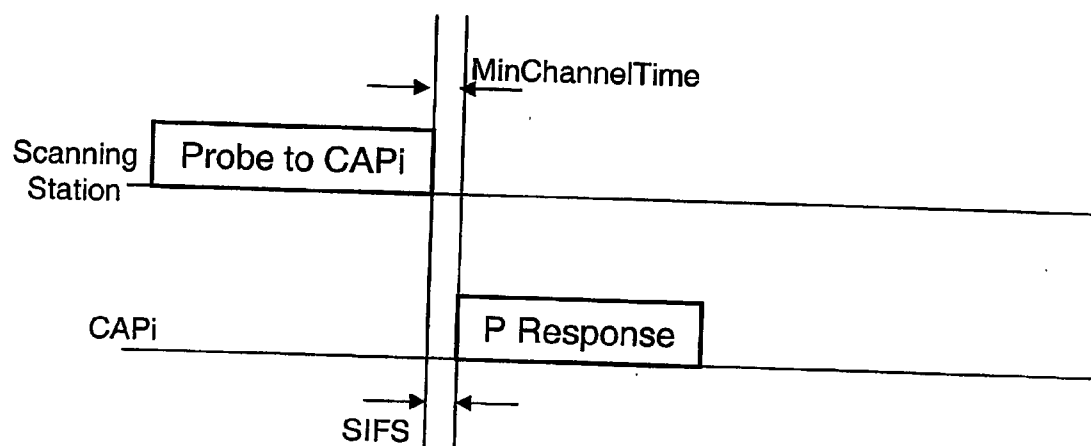 MinChannelTime
Scanning
Station
Probe to CAPi
CAPi
P Response
SIFS